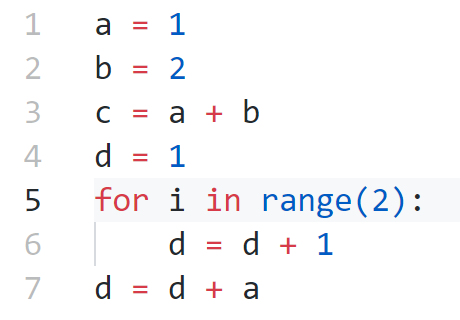 1 a = 1
2 b = 2
3 c = a + b
4 d = 1
5 for i in range(2):
6     d = d + 1
7 d = d + a